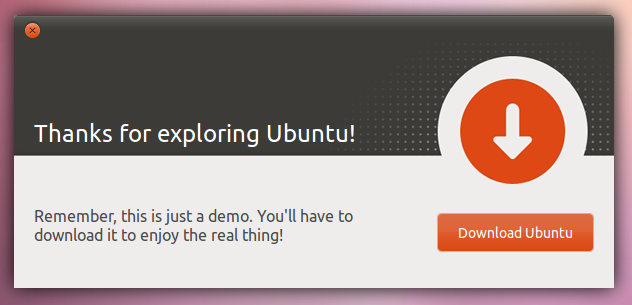 Thanks for exploring Ubuntu!
Remember, this is just a demo. You'll have to
download it to enjoy the real thing!
Download Ubuntu